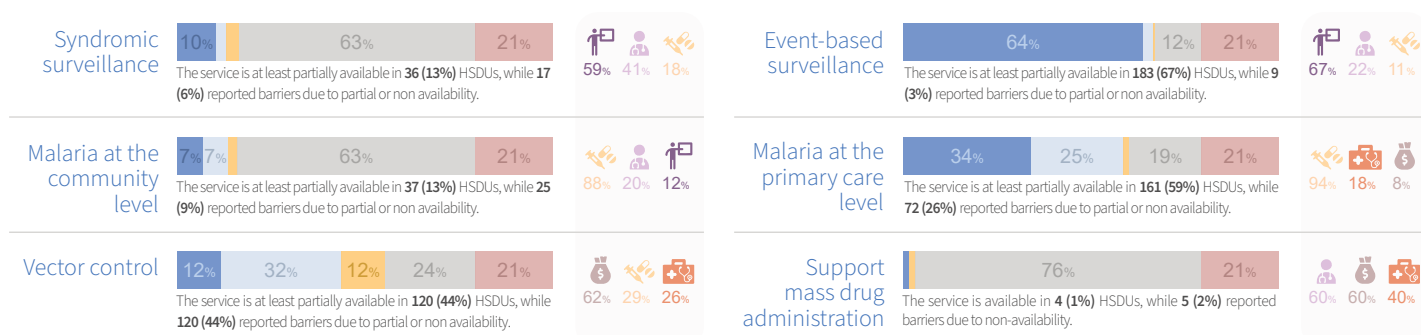 Syndromic
surveillance
10% 63% 21%
The service is at least partially available in 36 (13%) HSDUs, while 17
(6%) reported barriers due to partial or non availability.
59% 41% 18%
Event-based
surveillance
64% 12% 21%
The service is at least partially available in 183 (67%) HSDUs, while 9
(3%) reported barriers due to partial or non availability.
67% 22% 11%
Malaria at the
community
level
7% 7% 63% 21%
The service is at least partially available in 37 (13%) HSDUs, while 25
(9%) reported barriers due to partial or non availability.
88% 20% 12%
Malaria at the
primary care
level
34% 25% 19% 21%
The service is at least partially available in 161 (59%) HSDUs, while
72 (26%) reported barriers due to partial or non availability.
94% 18% 8%
Vector control
12% 32% 12% 24% 21%
The service is at least partially available in 120 (44%) HSDUs, while
120 (44%) reported barriers due to partial or non availability.
$
62% 29% 26%
Support
mass drug
administration
76% 21%
The service is available in 4 (1%) HSDUs, while 5 (2%) reported
barriers due to non-availability.
60% 60% 40%